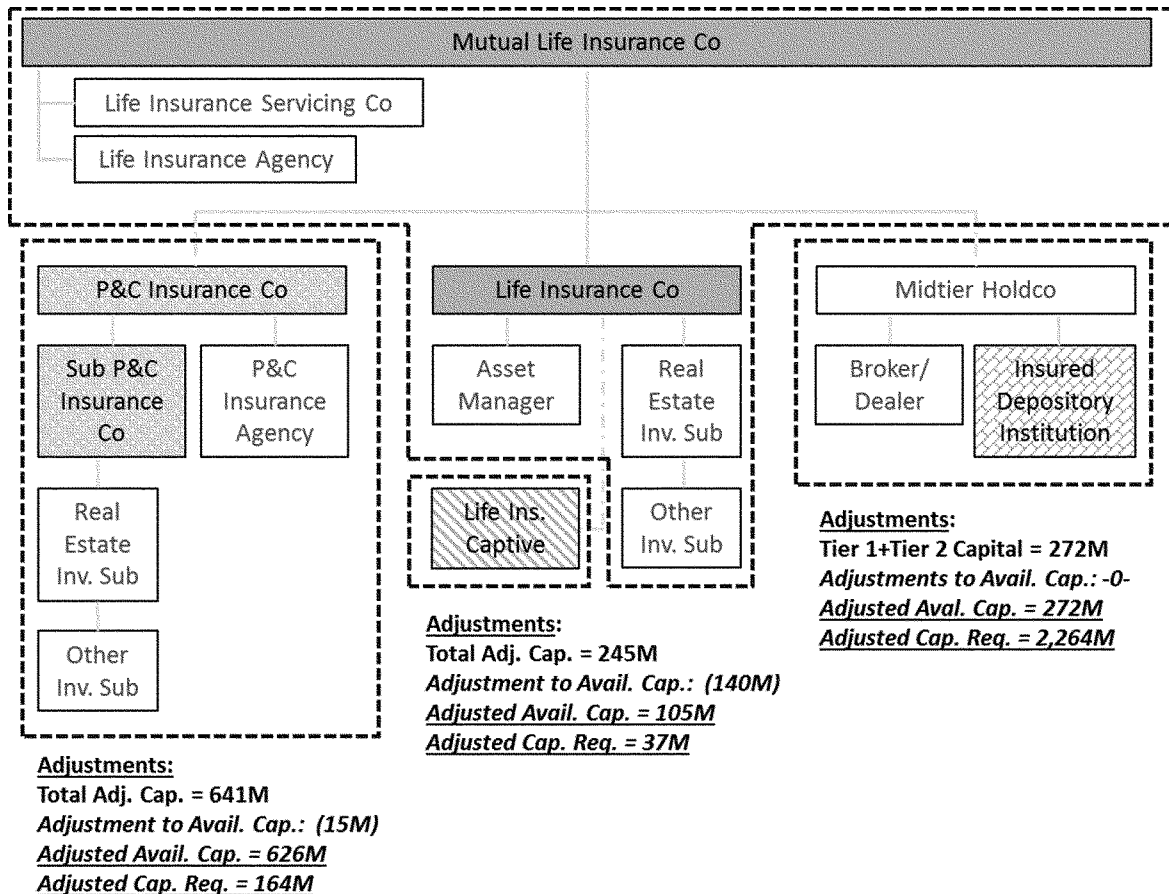 Mutual Life Insurance Co
Life Insurance Servicing Co
Life Insurance Agency
P&C Insurance Co
Sub P&C
Insurance
Co
P&C
Insurance
Agency
Real
Estate
Inv. Sub
Other
Inv. Sub
Adjustments:
Total Adj. Cap. = 641M
Adjustment to Avail. Cap.: (15M)
Adjusted Avail. Cap. = 626M
Adjusted Cap. Req. = 164M
Life Insurance Co
Asset
Manager
Real
Estate
Inv. Sub
Life Ins.
Captive
Other
Inv. Sub
Adjustments:
Total Adj. Cap. = 245M
Adjustment to Avail. Cap.: (140M)
Adjusted Avail. Cap. = 105M
Adjusted Cap. Req. = 37M
Midtier Holdco
Broker/
Dealer
Insured
Depository
Institution
Adjustments:
Tier 1+Tier 2 Capital = 272M
Adjustments to Avail. Cap.: -0-
Adjusted Aval. Cap. = 272M
Adjusted Cap. Req. = 2,264M